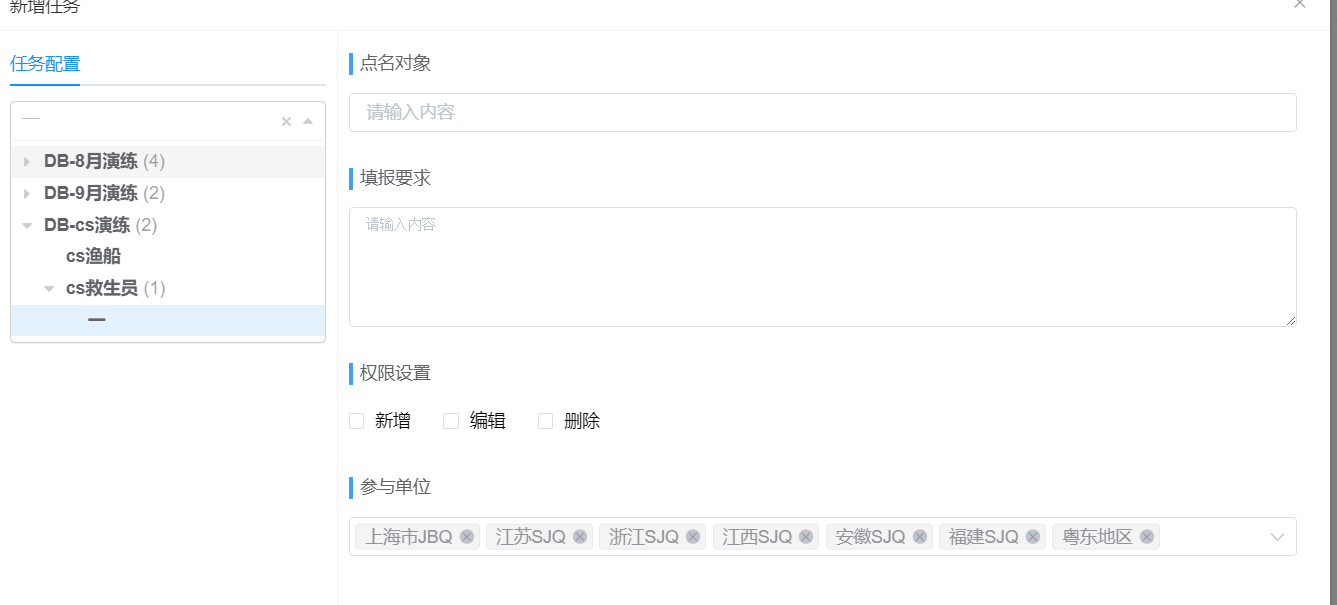 新增任务
任务配置
一
DB-8月演练 (4)
DB-9月演练 (2)
DB-cs演练 (2)
cs渔船
cs救生员 (1)
一
点名对象
请输入内容
填报要求
请输入内容
权限设置
新增 编辑 删除
参与单位
上海市JBQ 江苏SJQ 浙江SJQ 江西SJQ 安徽SJQ 福建SJQ 粤东地区